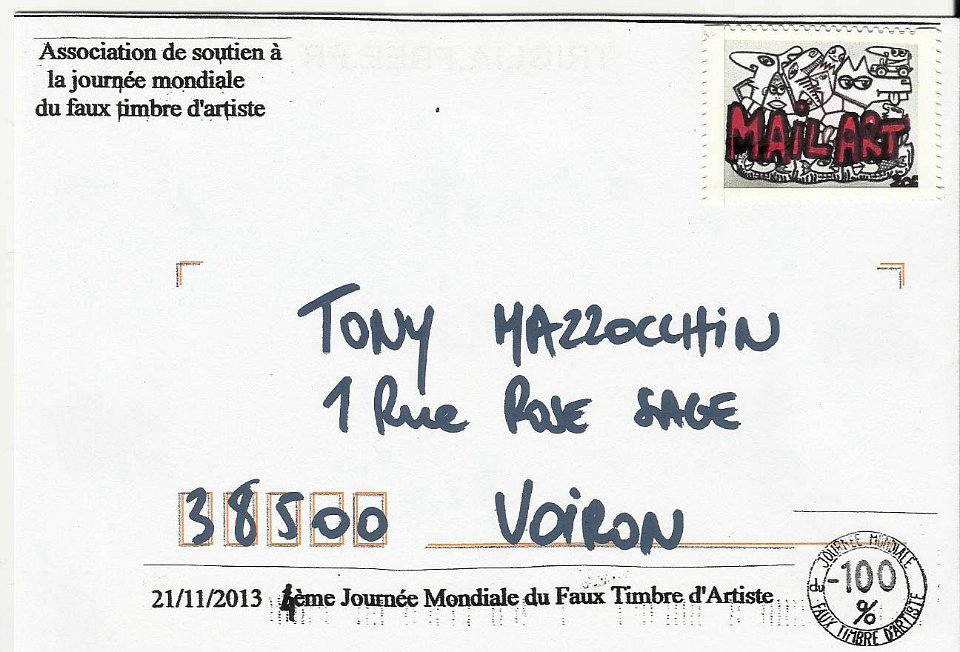 Association de soutien à
la journée mondiale
du faux timbre d'artiste
MAIL ART
TONY MAZZOCCHIN
1 Rue ROSE SAGE
38500 VOIRON
21/11/2013 4ème Journée Mondiale du Faux Timbre d'Artiste
JOURNÉE MONDIALE
-100
%
du FAUX TIMBRE D'ARTISTE